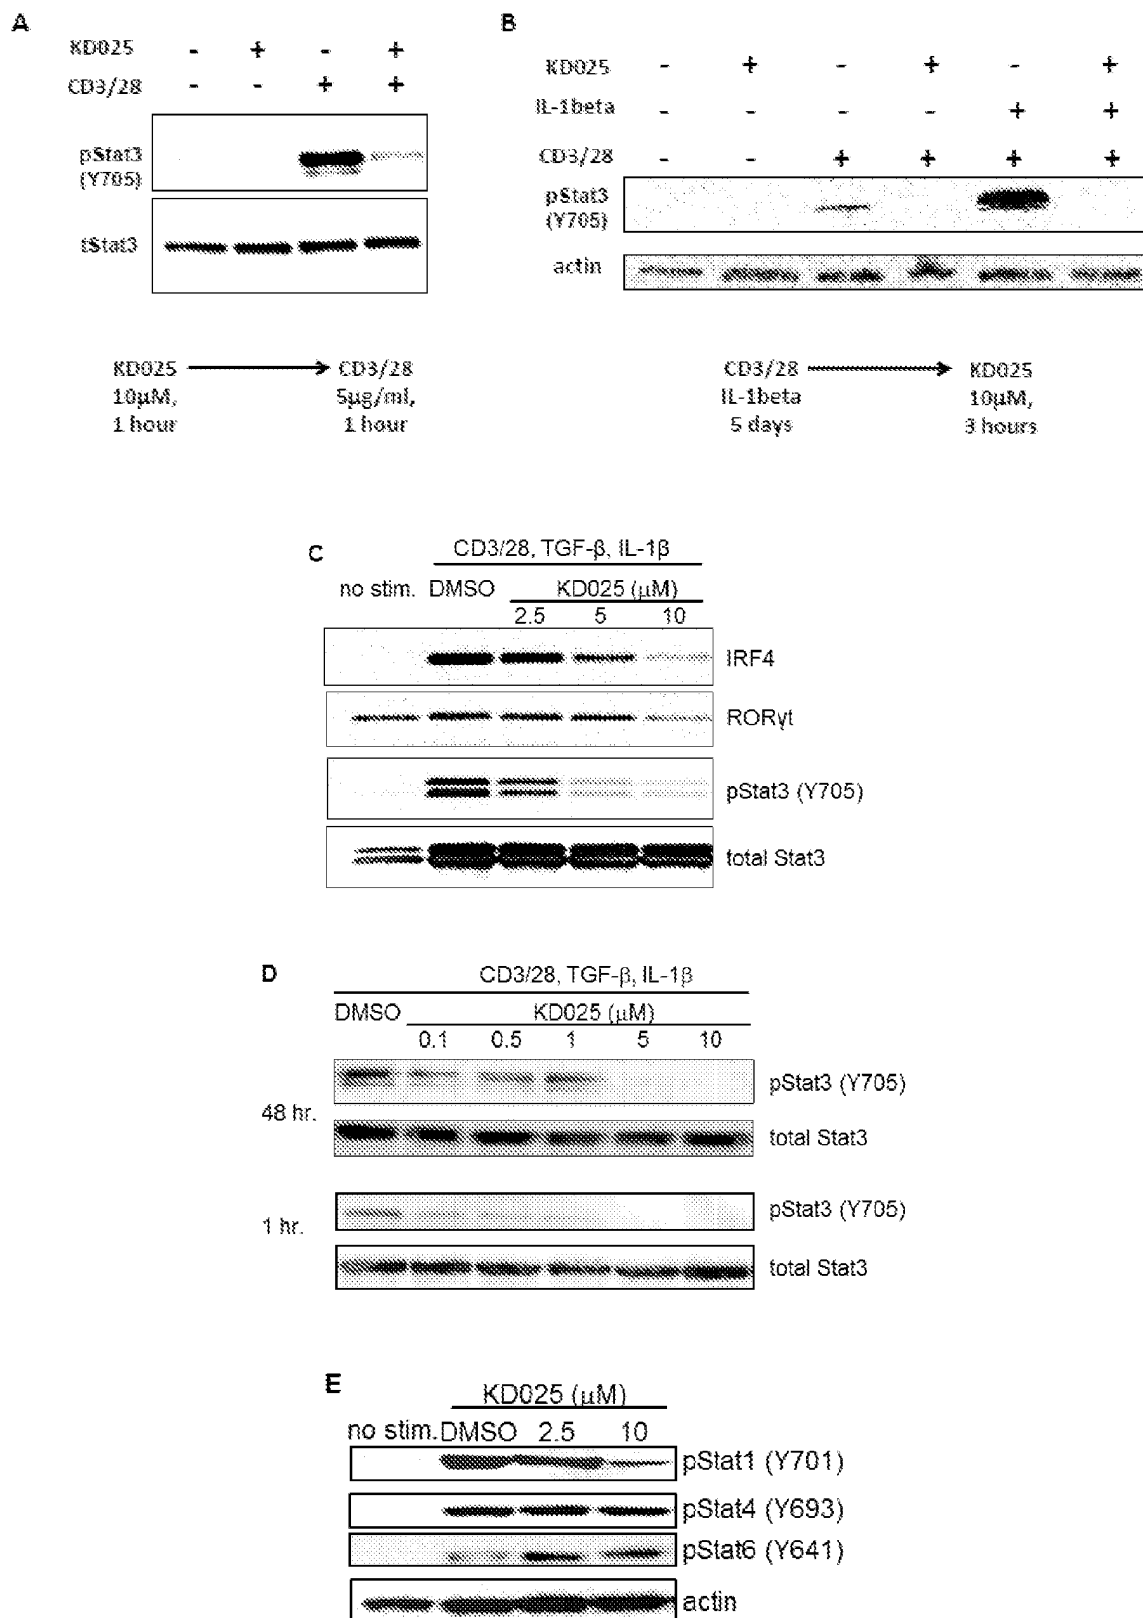 A
KD025 - + - +
CD3/28 - - + +
pStat3
(Y705)
tStat3
KD025
10µM,
1 hour
CD3/28
5µg/ml,
1 hour
B
KD025 - + - + - +
IL-1beta - - - - + +
CD3/28 - - + + + +
pStat3
(Y705)
actin
CD3/28
IL-1beta
5 days
KD025
10µM,
3 hours
C
CD3/28, TGF-β, IL-1β
no stim. DMSO KD025 (µM)
2.5 5 10
IRF4
RORγt
pStat3 (Y705)
total Stat3
D
CD3/28, TGF-β, IL-1β
DMSO KD025 (µM)
0.1 0.5 1 5 10
48 hr.
pStat3 (Y705)
total Stat3
1 hr.
pStat3 (Y705)
total Stat3
E
KD025 (µM)
no stim. DMSO 2.5 10
pStat1 (Y701)
pStat4 (Y693)
pStat6 (Y641)
actin